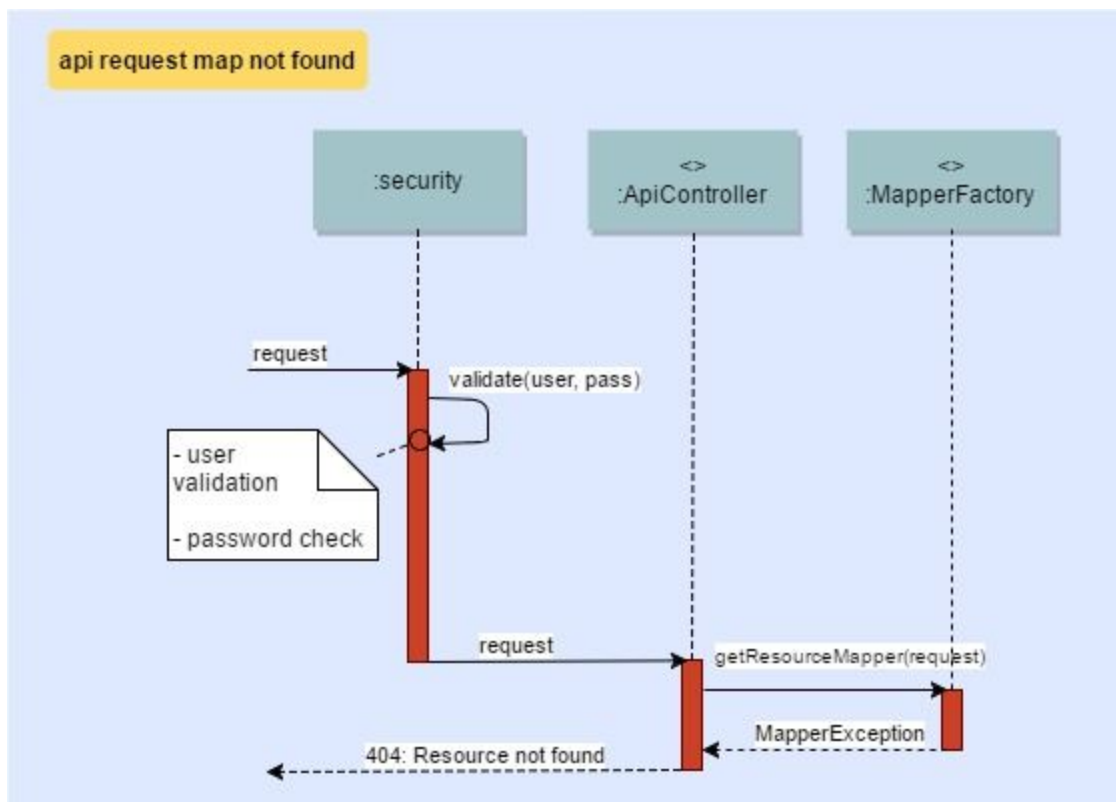 api request map not found
:security
<>
:ApiController
<>
:MapperFactory
request
validate(user, pass)
- user
validation
- password check
request
getResourceMapper(request)
MapperException
404: Resource not found